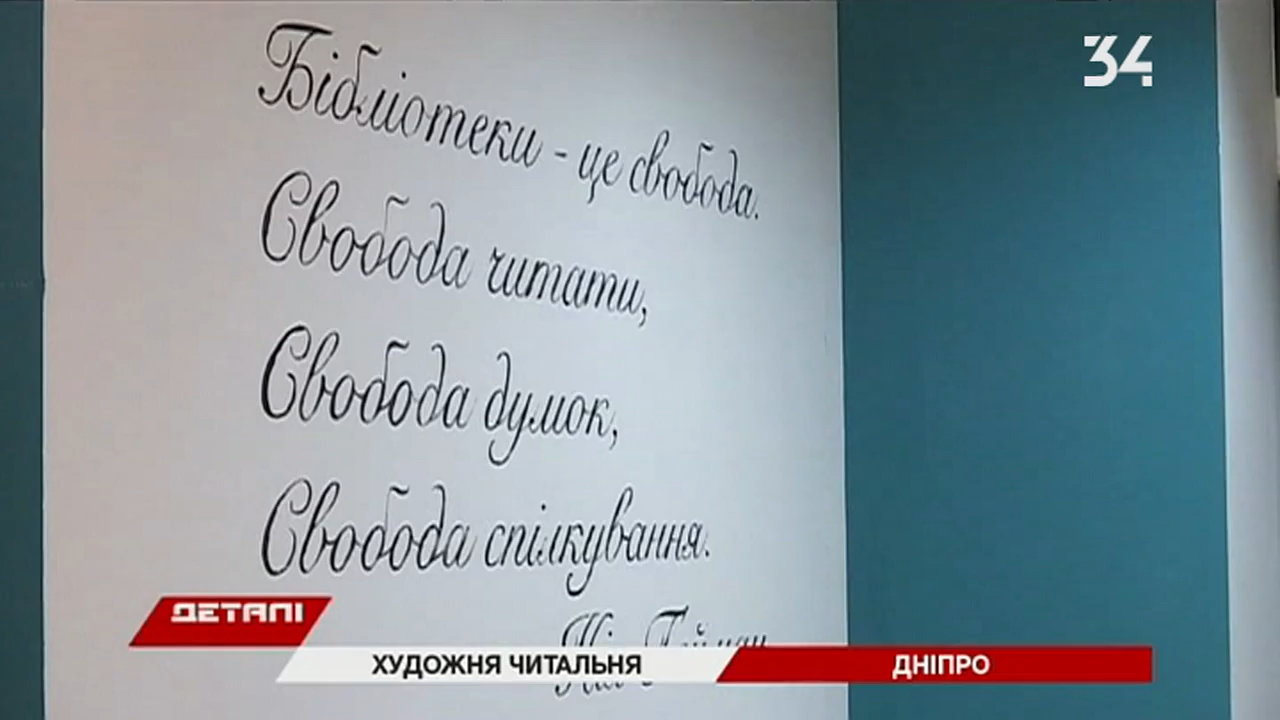 34
Бібліотеки - це свобода.
Свобода читати,
Свобода думок,
Свобода спілкування.
ДЕТАЛІ
ХУДОЖНЯ ЧИТАЛЬНЯ
ДНІПРО